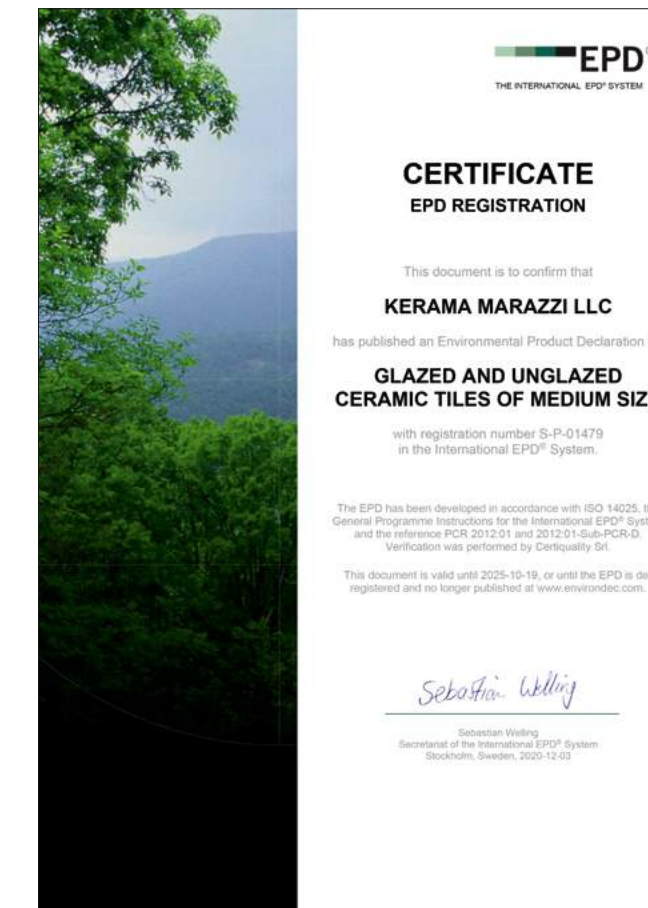 EPD®
THE INTERNATIONAL EPD® SYSTEM
CERTIFICATE
EPD REGISTRATION
This document is to confirm that
KERAMA MARAZZI LLC
has published an Environmental Product Declaration
GLAZED AND UNGLAZED
CERAMIC TILES OF MEDIUM SIZ
with registration number S-P-01479
in the International EPD® System.
The EPD has been developed in accordance with ISO 14025,
General Programme Instructions for the International EPD® Syst
and the reference PCR 2012:01 and 2012:01-Sub-PCR-D.
Verification was performed by Certiquality Srl.
This document is valid until 2025-10-19, or until the EPD is de
registered and no longer published at www.environdec.com.
Sebastian Welling
Sebastian Welling
Secretariat of the International EPD® System
Stockholm, Sweden, 2020-12-03